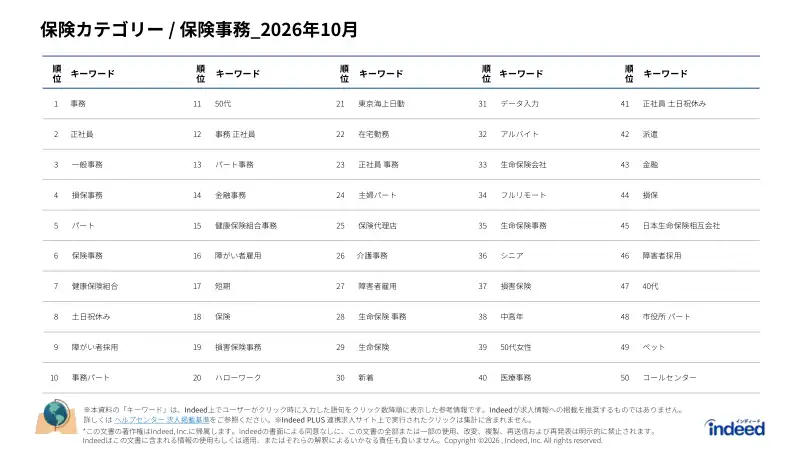 保険カテゴリー / 保険事務_2026年10月
順位 キーワード 順位 キーワード 順位 キーワード 順位 キーワード 順位 キーワード
1 事務 11 50代 21 東京海上日動 31 データ入力 41 正社員 土日祝休み
2 正社員 12 事務 正社員 22 在宅勤務 32 アルバイト 42 派遣
3 一般事務 13 パート事務 23 正社員 事務 33 生命保険会社 43 金融
4 損保事務 14 金融事務 24 主婦パート 34 フルリモート 44 損保
5 パート 15 健康保険組合事務 25 保険代理店 35 生命保険事務 45 日本生命保険相互会社
6 保険事務 16 障がい者雇用 26 介護事務 36 シニア 46 障害者採用
7 健康保険組合 17 短期 27 障害者雇用 37 損害保険 47 40代
8 土日祝休み 18 保険 28 生命保険 事務 38 中高年 48 市役所 パート
9 障がい者採用 19 損害保険事務 29 生命保険 39 50代女性 49 ペット
10 事務パート 20 ハローワーク 30 新着 40 医療事務 50 コールセンター
※本資料の「キーワード」は、Indeed上でユーザーがクリック時に入力した語句をクリック数降順に表示した参考情報です。Indeedが求人情報への掲載を推奨するものではありません。
詳しくは ヘルプセンター 求人掲載基準をご参照ください。※Indeed PLUS 連携求人サイト上で実行されたクリックは集計に含まれません。
*この文書の著作権はIndeed, Inc.に帰属します。Indeedの書面による同意なしに、この文書の全部または一部の使用、改変、複製、再送信および再発表は明示的に禁止されます。
Indeedはこの文書に含まれる情報の使用もしくは適用、またはそれらの解釈によるいかなる責任も負いません。Copyright ©2026 , Indeed, Inc. All rights reserved.
インディード
indeed